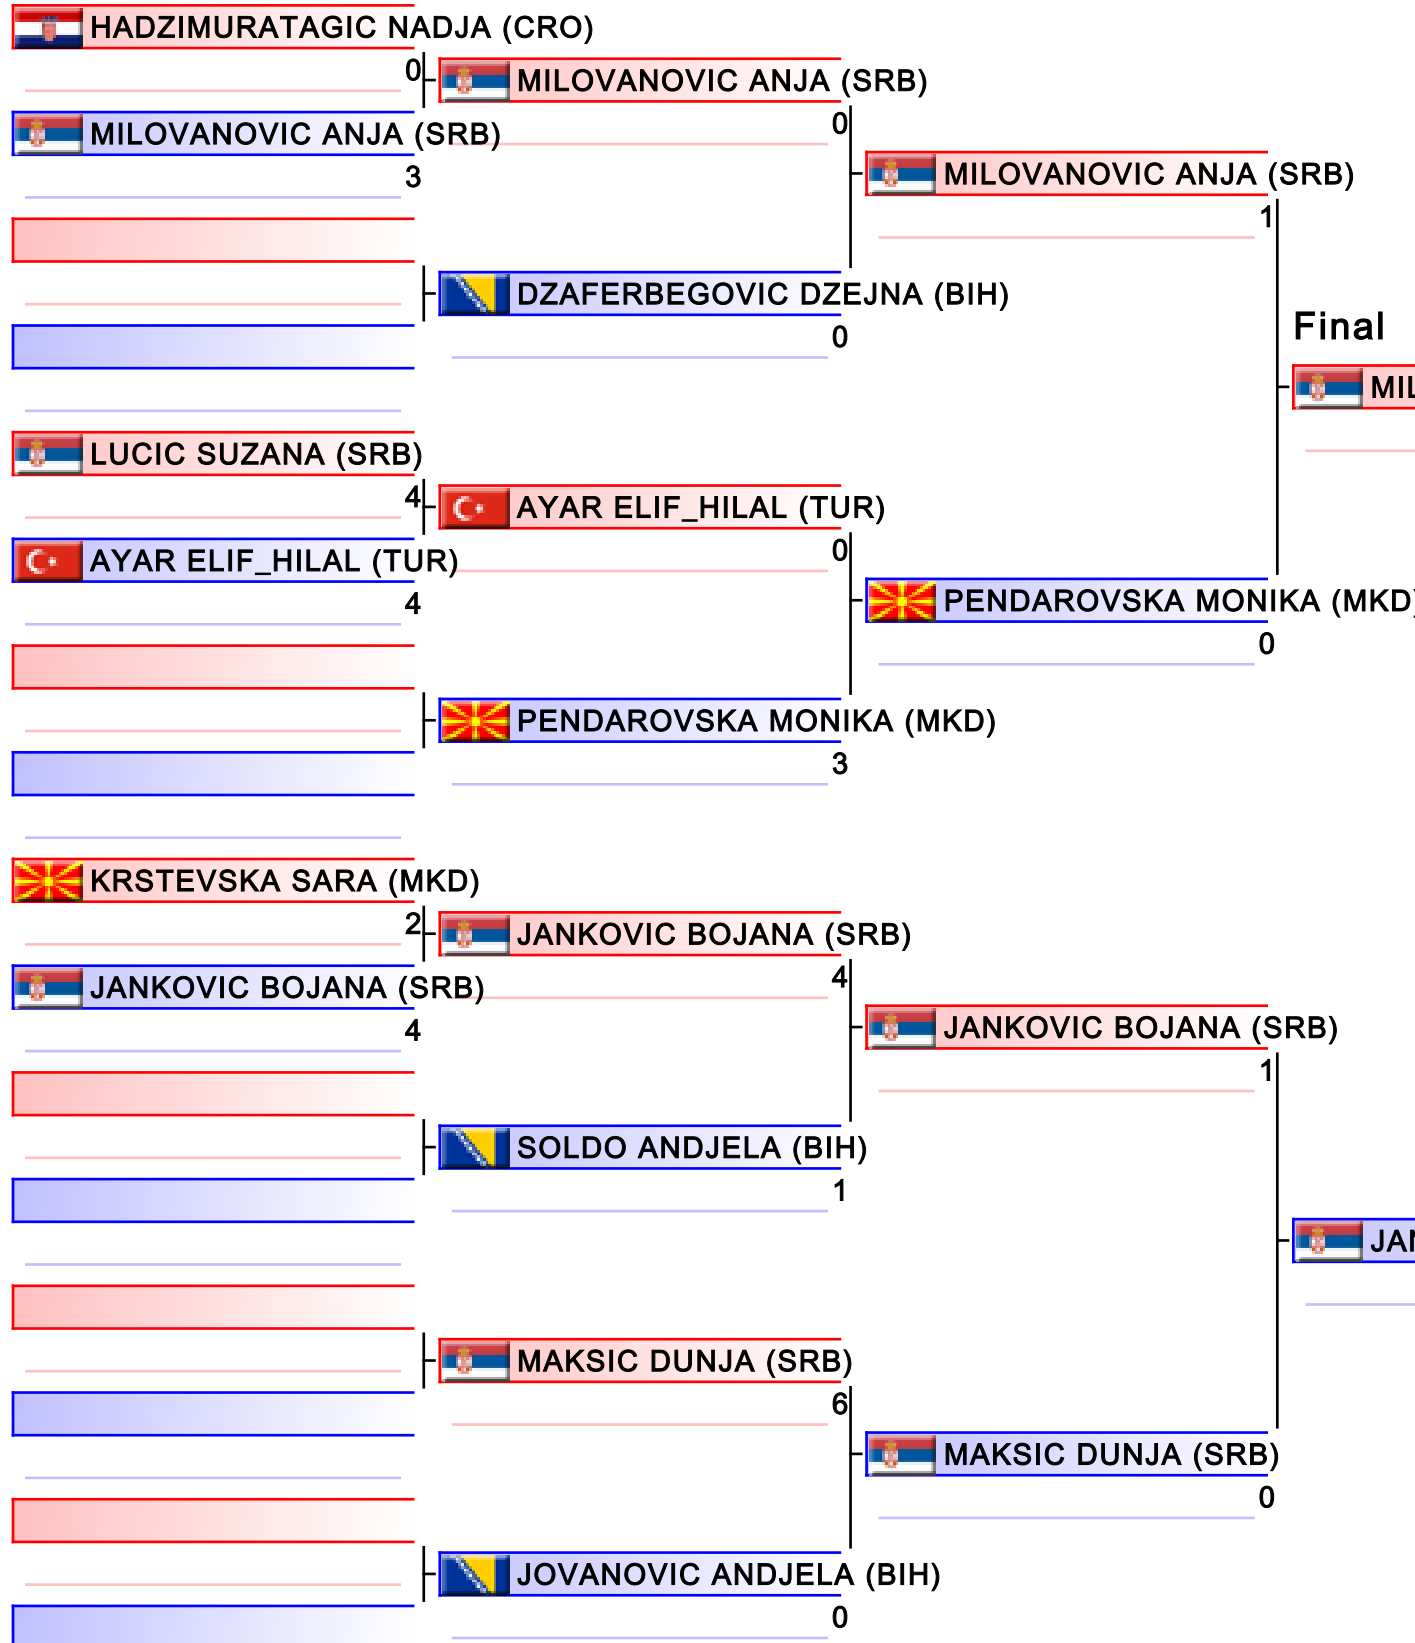 HADZIMURATAGIC NADJA (CRO)
0
MILOVANOVIC ANJA (SRB)
3
LUCIC SUZANA (SRB)
4
AYAR ELIF_HILAL (TUR)
4
KRSTEVSKA SARA (MKD)
2
JANKOVIC BOJANA (SRB)
4
MILOVANOVIC ANJA (SRB)
0
DZAFERBEGOVIC DZEJNA (BIH)
0
AYAR ELIF_HILAL (TUR)
0
PENDAROVSKA MONIKA (MKD)
3
JANKOVIC BOJANA (SRB)
4
SOLDO ANDJELA (BIH)
1
MAKSIC DUNJA (SRB)
6
JOVANOVIC ANDJELA (BIH)
0
MILOVANOVIC ANJA (SRB)
1
PENDAROVSKA MONIKA (MKD)
0
JANKOVIC BOJANA (SRB)
1
MAKSIC DUNJA (SRB)
0
Final